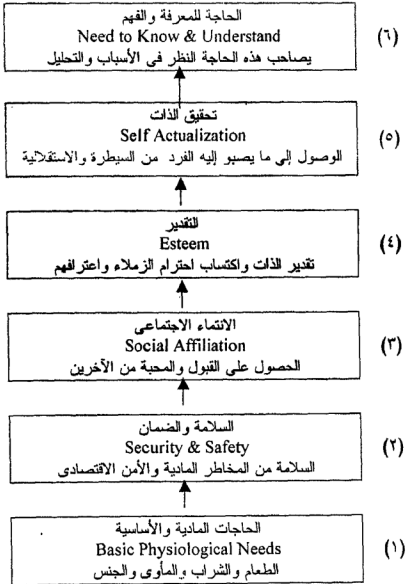 الحاجة للمعرفة والفهم
Need to Know & Understand
يصاحب هذه الحاجة النظر فى الأسباب والتحليل
(٦)
تحقيق الذات
Self Actualization
الوصول إلى ما يصبو إليه الفرد من السيطرة والاستقلالية
(٥)
التقدير
Esteem
تقدير الذات واكتساب احترام الزملاء واعترافهم
(٤)
الانتماء الاجتماعى
Social Affiliation
الحصول على القبول والمحبة من الآخرين
(٣)
السلامة والضمان
Security & Safety
السلامة من المخاطر المادية والأمن الاقتصادى
(٢)
الحاجات المادية والأساسية
Basic Physiological Needs
الطعام والشراب والمأوى والجنس
(١)